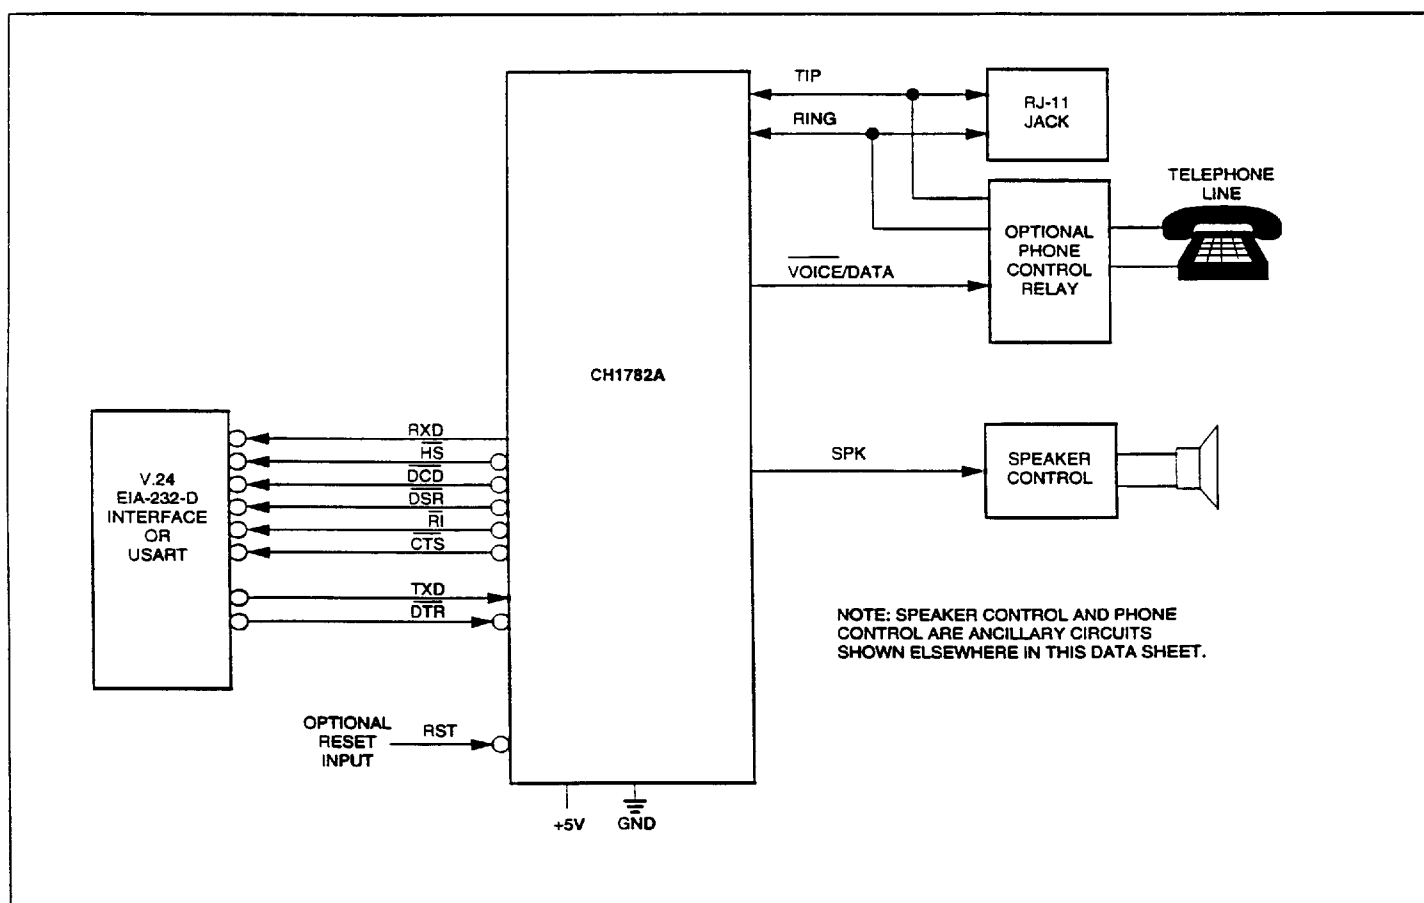 TIP
RJ-11
JACK
RING
TELEPHONE
LINE
OPTIONAL
PHONE
CONTROL
RELAY
VOICE/DATA
CH1782A
RXD
HS
DCD
DSR
RI
CTS
TXD
DTR
V.24
EIA-232-D
INTERFACE
OR
USART
SPK
SPEAKER
CONTROL
NOTE: SPEAKER CONTROL AND PHONE
CONTROL ARE ANCILLARY CIRCUITS
SHOWN ELSEWHERE IN THIS DATA SHEET.
OPTIONAL
RESET
INPUT
RST
+5V
GND